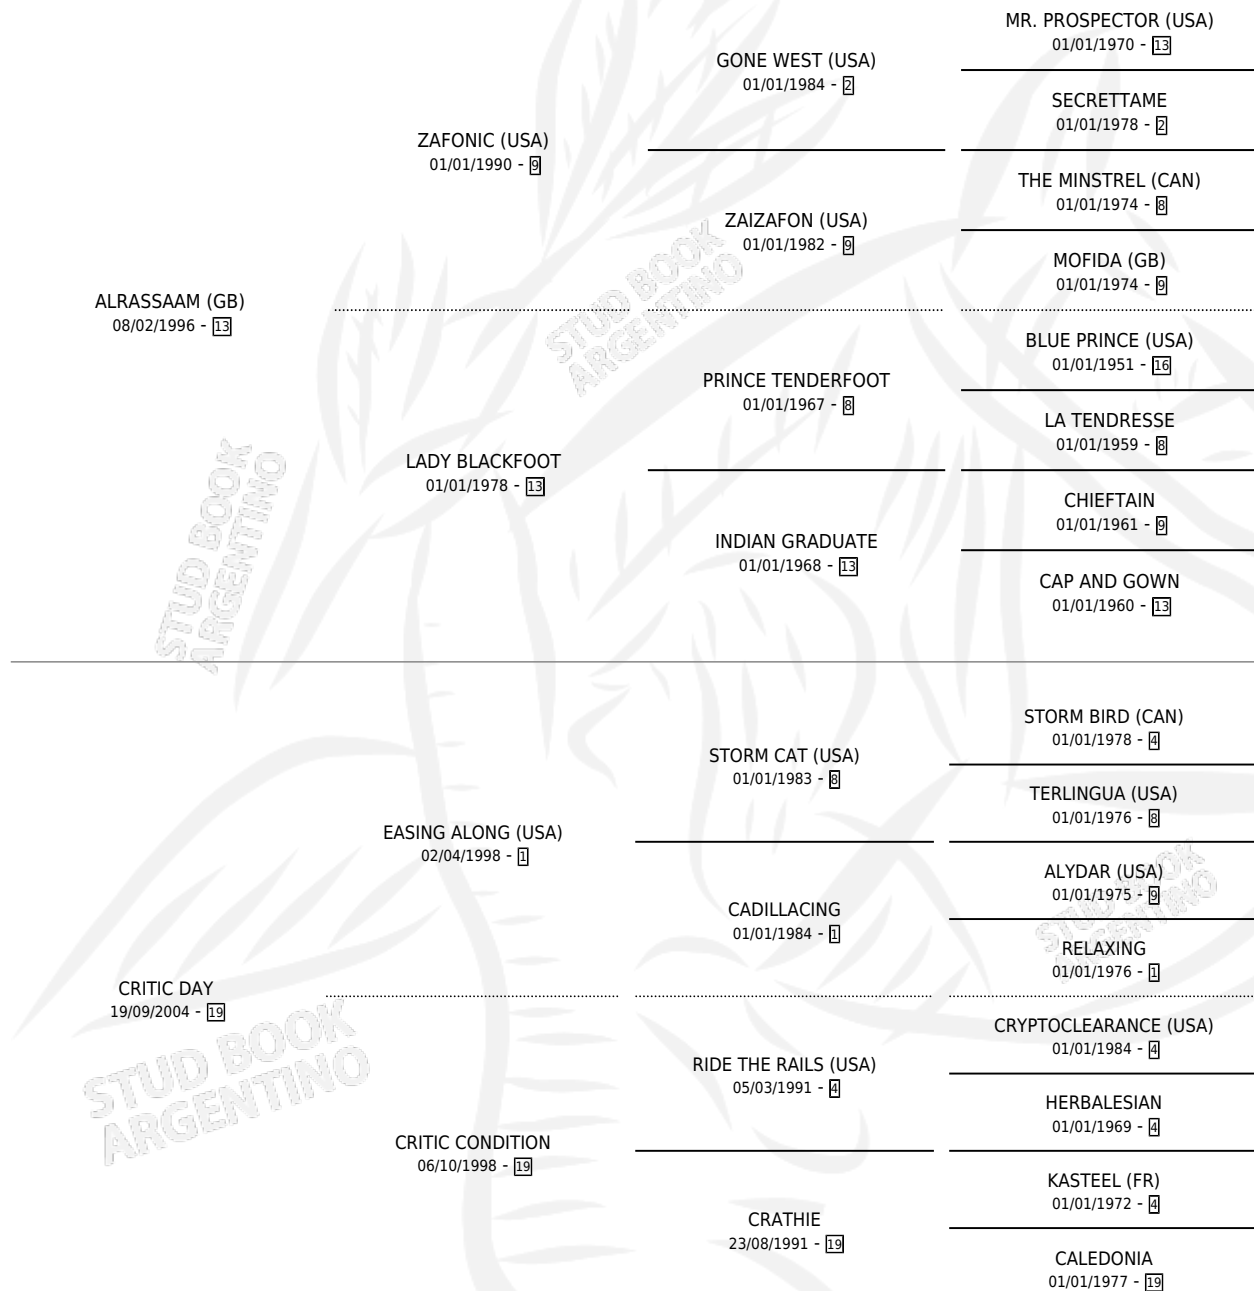 MR. PROSPECTOR (USA)
01/01/1970 - 13
GONE WEST (USA)
01/01/1984 - 2
SECRETTAME
01/01/1978 - 2
ZAFONIC (USA)
01/01/1990 - 9
THE MINSTREL (CAN)
01/01/1974 - 8
ZAIZAFON (USA)
01/01/1982 - 9
MOFIDA (GB)
01/01/1974 - 9
ALRASSAAM (GB)
08/02/1996 - 13
STUD BOOK
ARGENTINO
BLUE PRINCE (USA)
01/01/1951 - 16
PRINCE TENDERFOOT
01/01/1967 - 8
LA TENDRESSE
01/01/1959 - 8
LADY BLACKFOOT
01/01/1978 - 13
CHIEFTAIN
01/01/1961 - 9
INDIAN GRADUATE
01/01/1968 - 13
CAP AND GOWN
01/01/1960 - 13
STUD BOOK
ARGENTINO
STORM BIRD (CAN)
01/01/1978 - 4
STORM CAT (USA)
01/01/1983 - 8
TERLINGUA (USA)
01/01/1976 - 8
EASING ALONG (USA)
02/04/1998 - 1
ALYDAR (USA)
01/01/1975 - 9
CADILLACING
01/01/1984 - 1
RELAXING
01/01/1976 - 1
STUD BOOK
ARGENTINO
CRITIC DAY
19/09/2004 - 19
CRYPTOCLEARANCE (USA)
01/01/1984 - 4
RIDE THE RAILS (USA)
05/03/1991 - 4
HERBALESIAN
01/01/1969 - 4
STUD BOOK
ARGENTINO
CRITIC CONDITION
06/10/1998 - 19
KASTEEL (FR)
01/01/1972 - 4
CRATHIE
23/08/1991 - 19
CALEDONIA
01/01/1977 - 19